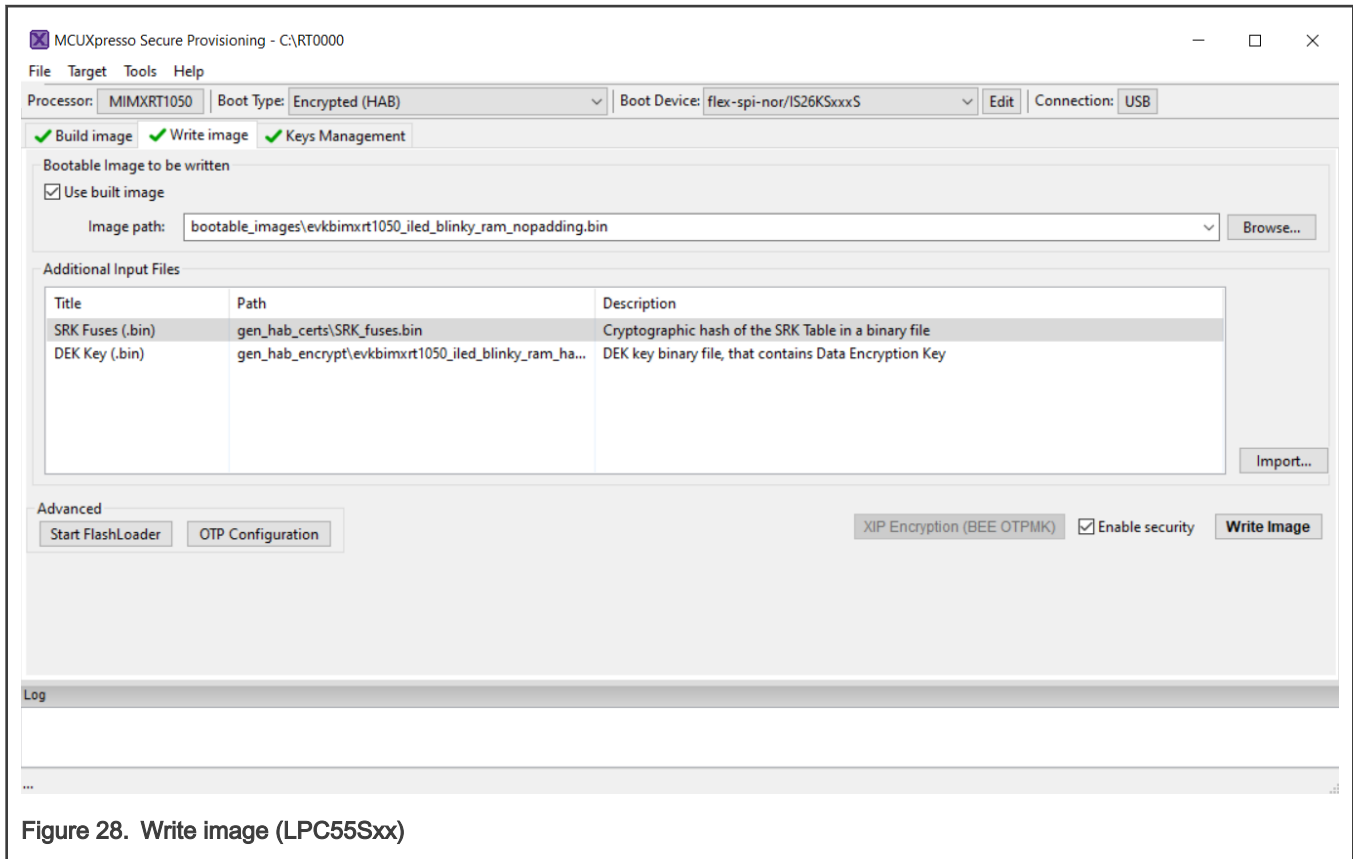 MCUXpresso Secure Provisioning - C:\RT0000
File Target Tools Help
Processor: MIMXRT1050 Boot Type: Encrypted (HAB) Boot Device: flex-spi-nor/IS26KSxxxS Edit Connection: USB
Build image Write image Keys Management
Bootable Image to be written
Use built image
Image path: bootable_images\evkbimxrt1050_iled_blinky_ram_nopadding.bin Browse...
Additional Input Files
Title Path Description
SRK Fuses (.bin) gen_hab_certs\SRK_fuses.bin Cryptographic hash of the SRK Table in a binary file
DEK Key (.bin) gen_hab_encrypt\evkbimxrt1050_iled_blinky_ram_ha... DEK key binary file, that contains Data Encryption Key
Import...
Advanced
Start FlashLoader OTP Configuration XIP Encryption (BEE OTPMK) Enable security Write Image
Log
...
Figure 28. Write image (LPC55Sxx)